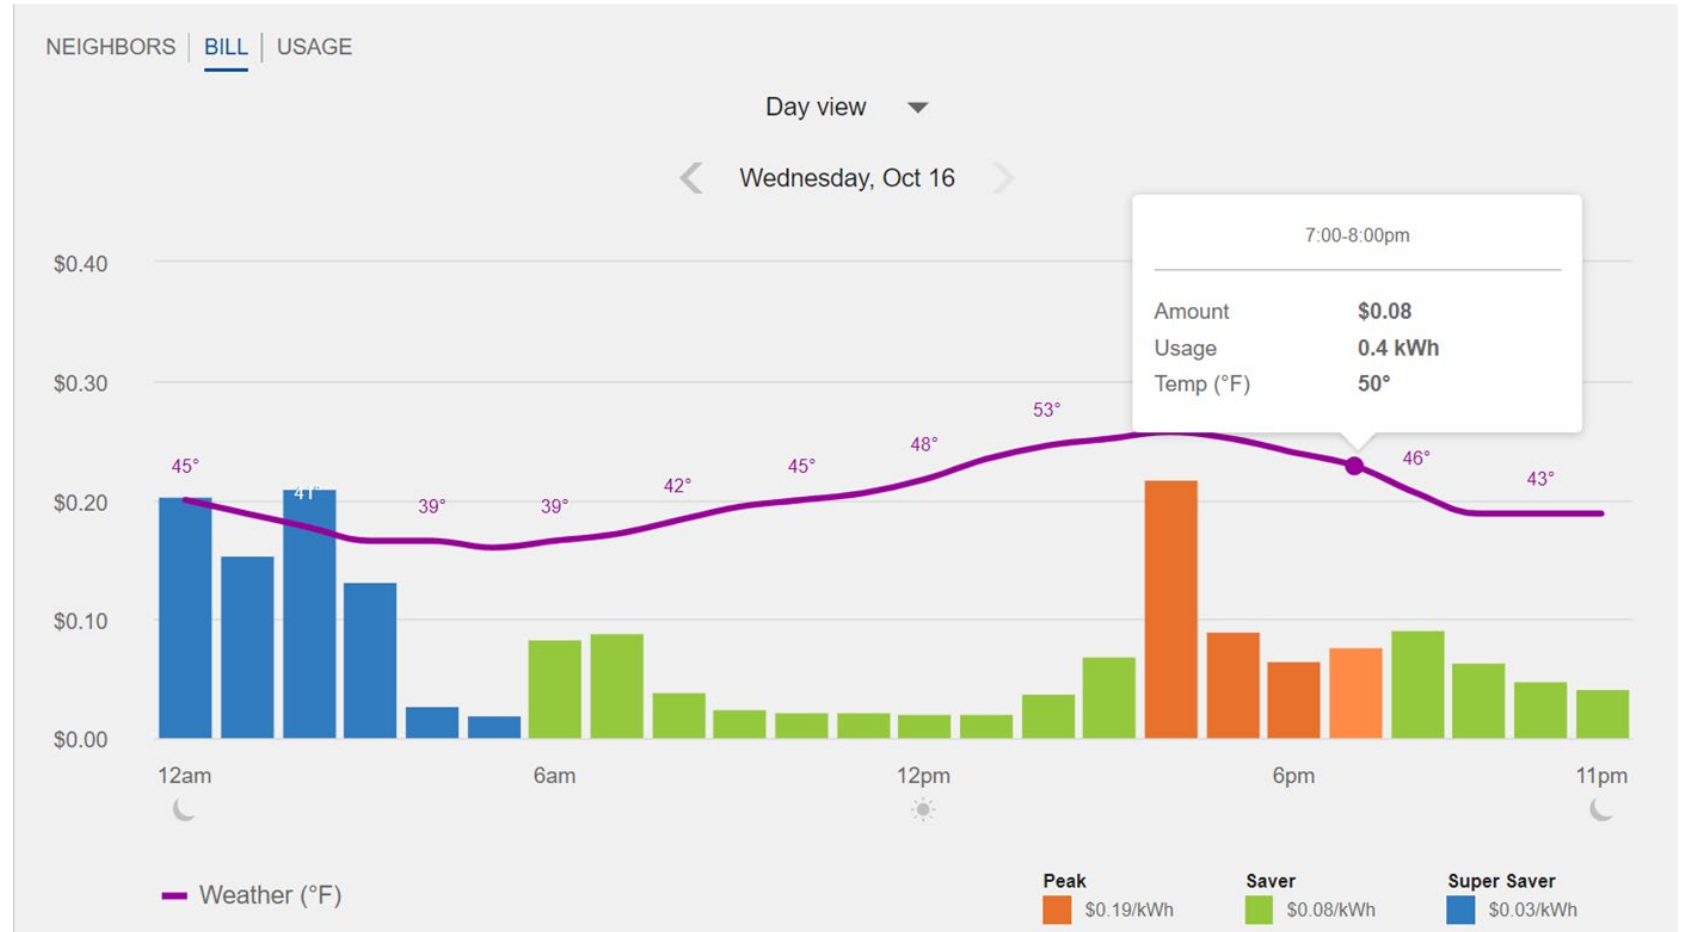 NEIGHBORS BILL USAGE
Day view
Wednesday, Oct 16
7:00-8:00pm
Amount $0.08
Usage 0.4 kWh
Temp (°F) 50°
$0.40
$0.30
$0.20
$0.10
$0.00
45° 41° 39° 39° 42° 45° 48° 53° 46° 43°
12am 6am 12pm 6pm 11pm
Weather (°F)
Peak Saver Super Saver
$0.19/kWh $0.08/kWh $0.03/kWh